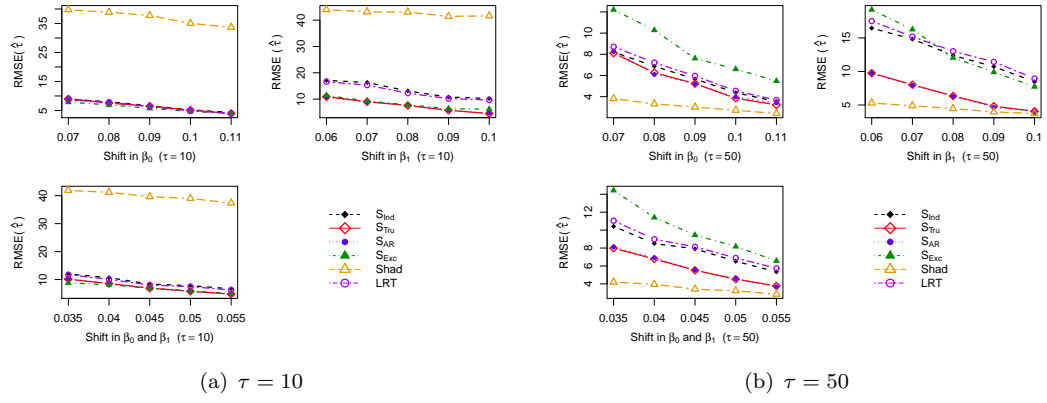 RMSE( τ̂ )
5 15 25 35
0.07 0.08 0.09 0.1 0.11
Shift in β0 (τ = 10)
RMSE( τ̂ )
10 20 30 40
0.06 0.07 0.08 0.09 0.1
Shift in β1 (τ = 10)
RMSE( τ̂ )
10 20 30 40
0.035 0.04 0.045 0.05 0.055
Shift in β0 and β1 (τ = 10)
SInd
STru
SAR
SExc
Shad
LRT
(a) τ = 10
RMSE( τ̂ )
4 6 8 10 12
0.07 0.08 0.09 0.1 0.11
Shift in β0 (τ = 50)
RMSE( τ̂ )
5 10 15
0.06 0.07 0.08 0.09 0.1
Shift in β1 (τ = 50)
RMSE( τ̂ )
4 6 8 10 12
0.035 0.04 0.045 0.05 0.055
Shift in β0 and β1 (τ = 50)
SInd
STru
SAR
SExc
Shad
LRT
(b) τ = 50